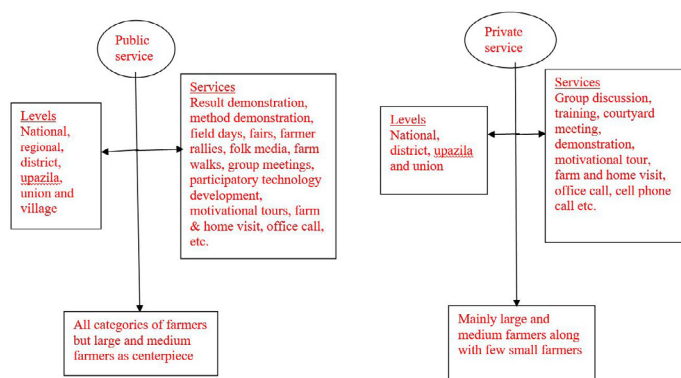 Public
service
Levels
National,
regional,
district,
upazila,
union and
village
Services
Result demonstration,
method demonstration,
field days, fairs, farmer
rallies, folk media, farm
walks, group meetings,
participatory technology
development,
motivational tours, farm
& home visit, office call,
etc.
All categories of farmers
but large and medium
farmers as centerpiece
Private
service
Levels
National,
district, upazila
and union
Services
Group discussion,
training, courtyard
meeting,
demonstration,
motivational tour,
farm and home visit,
office call, cell phone
call etc.
Mainly large and
medium farmers along
with few small farmers